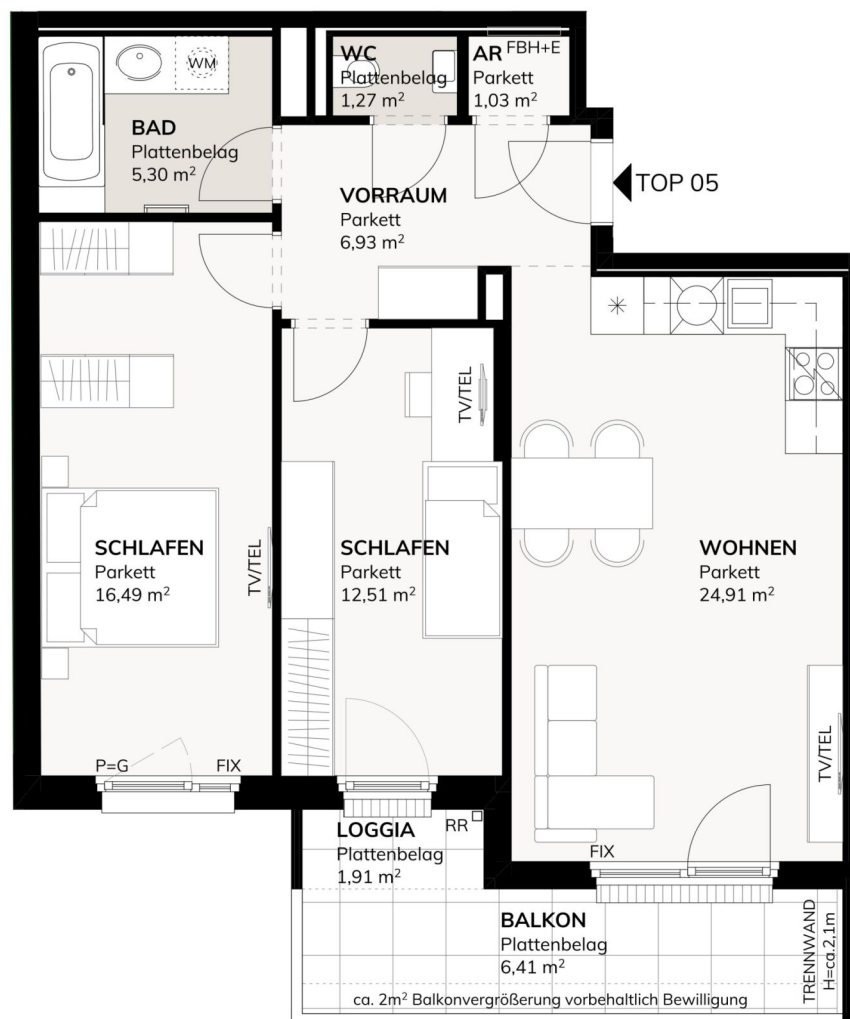 WC
Plattenbelag
1,27 m²
AR
FBH+E
Parkett
1,03 m²
WM
BAD
Plattenbelag
5,30 m²
VORRAUM
Parkett
6,93 m²
TOP 05
TV/TEL
SCHLAFEN
Parkett
16,49 m²
TV/TEL
SCHLAFEN
Parkett
12,51 m²
WOHNEN
Parkett
24,91 m²
TV/TEL
P=G
FIX
LOGGIA
RR
Plattenbelag
1,91 m²
FIX
BALKON
Plattenbelag
6,41 m²
TRENNWAND
H=ca.2,1m
ca. 2m² Balkonvergrößerung vorbehaltlich Bewilligung